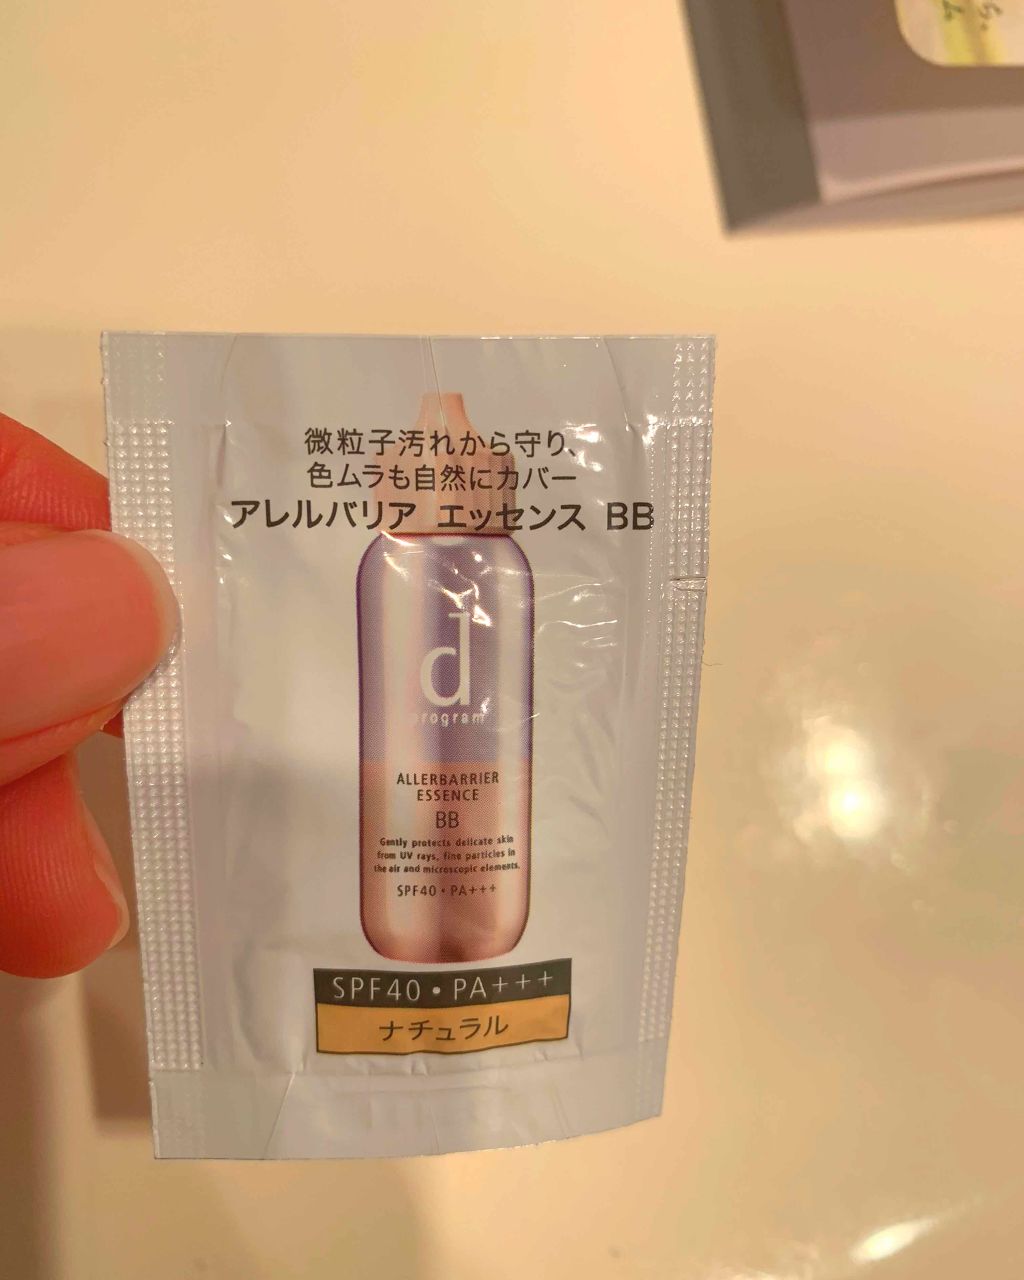 微粒子汚れから守り、
色ムラも自然にカバー
アレルバリア エッセンス BB
d
program
ALLERBARRIER
ESSENCE
BB
Gently protects delicate skin
from UV rays, fine particles in
the air and microscopic elements.
SPF40・PA+++
SPF40・PA+++
ナチュラル